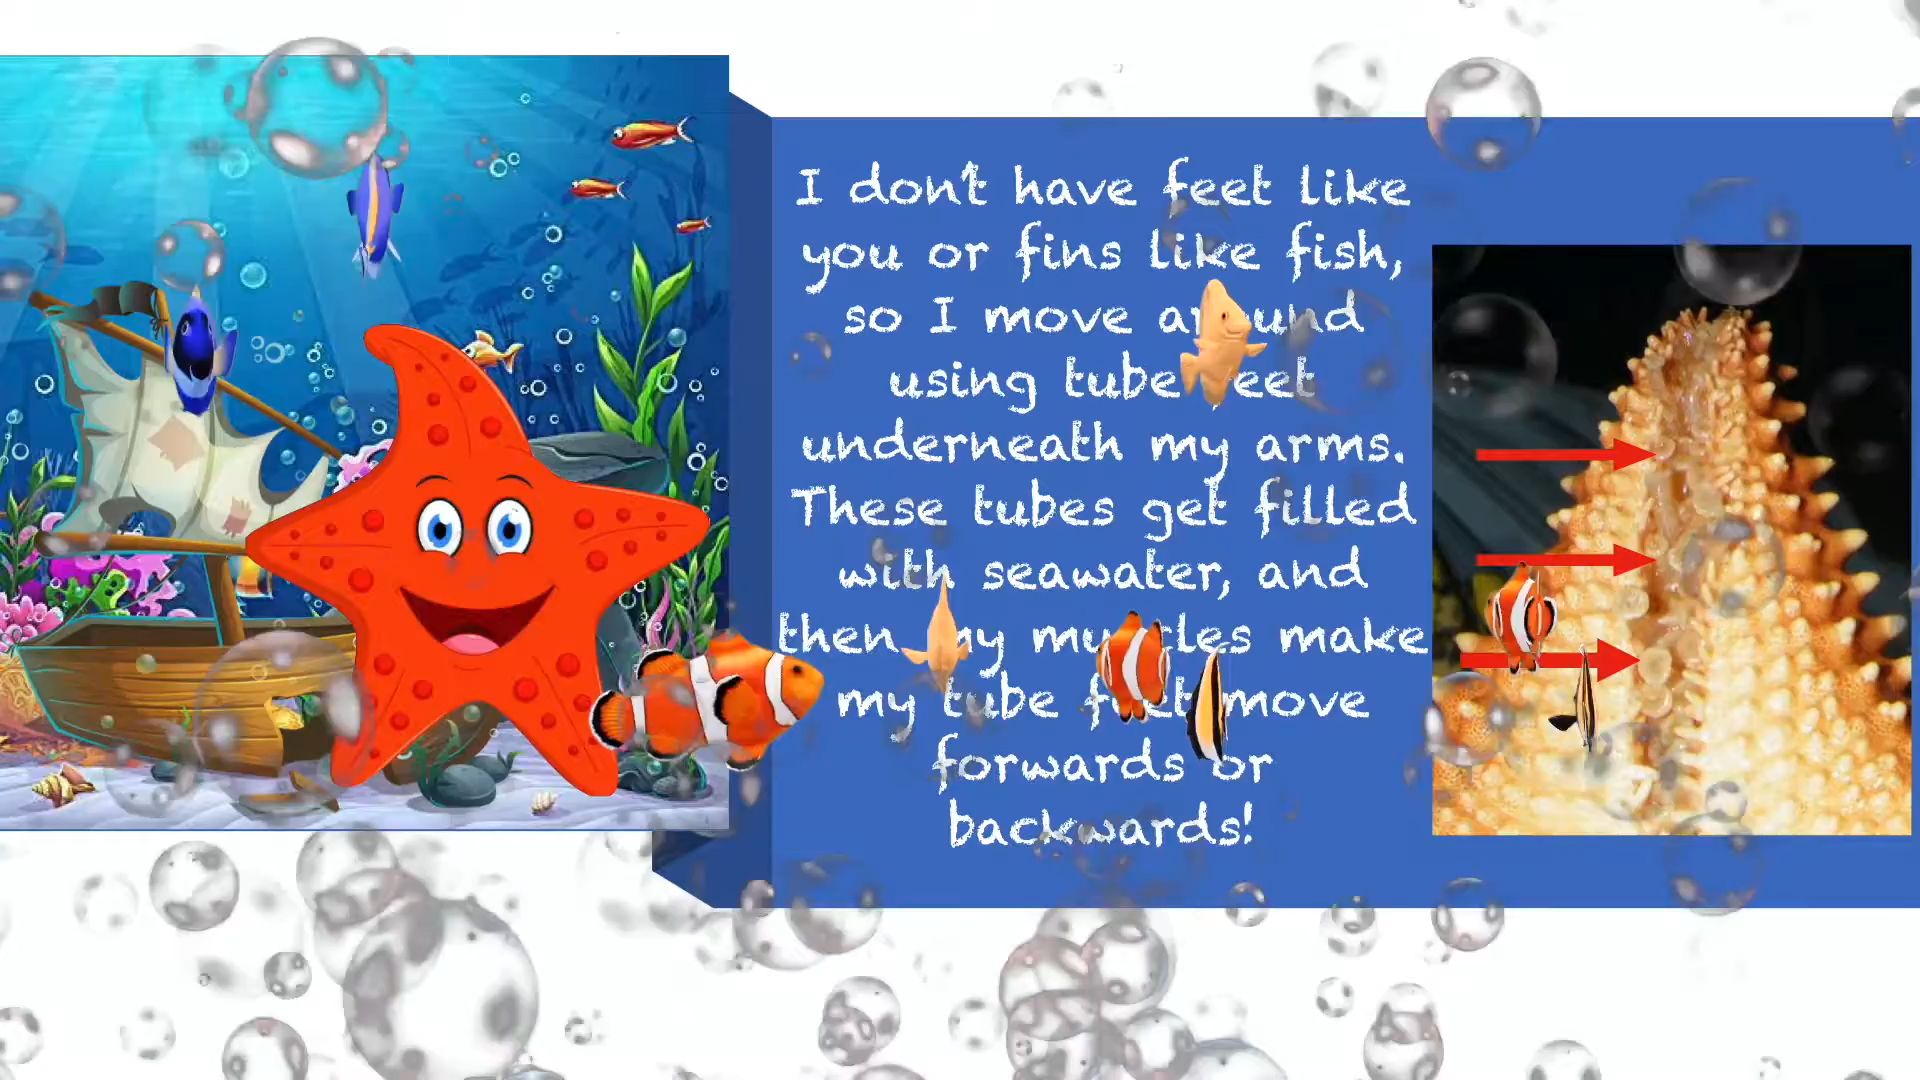 I don't have feet like
you or fins like fish,
so I move around
using tube feet
underneath my arms.
These tubes get filled
with seawater, and
then my muscles make
my tube feet move
forwards or
backwards!